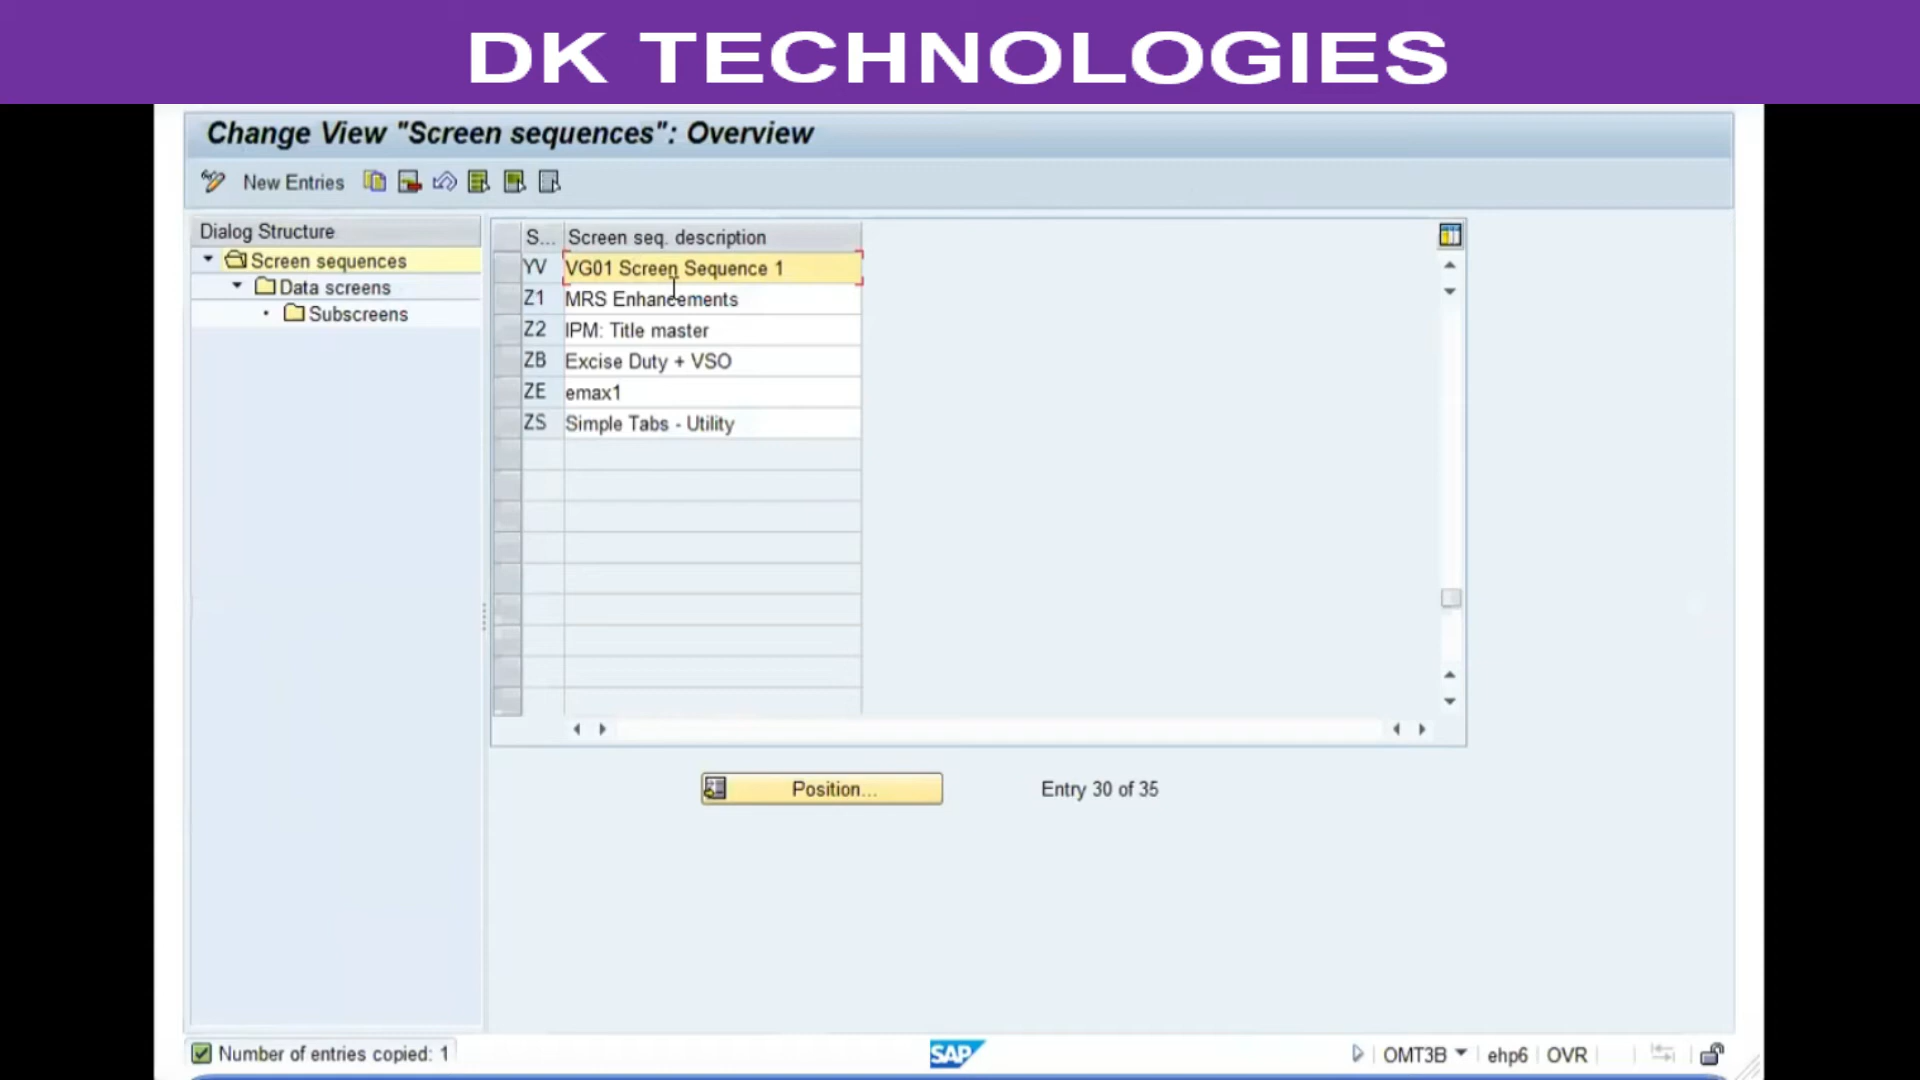 DK TECHNOLOGIES
Change View "Screen sequences": Overview
New Entries
Dialog Structure
Screen sequences
Data screens
Subscreens
S... Screen seq. description
YV VG01 Screen Sequence 1
Z1 MRS Enhancements
Z2 IPM: Title master
ZB Excise Duty + VSO
ZE emax1
ZS Simple Tabs - Utility
Position... Entry 30 of 35
Number of entries copied: 1
SAP
OMT3B ehp6 OVR